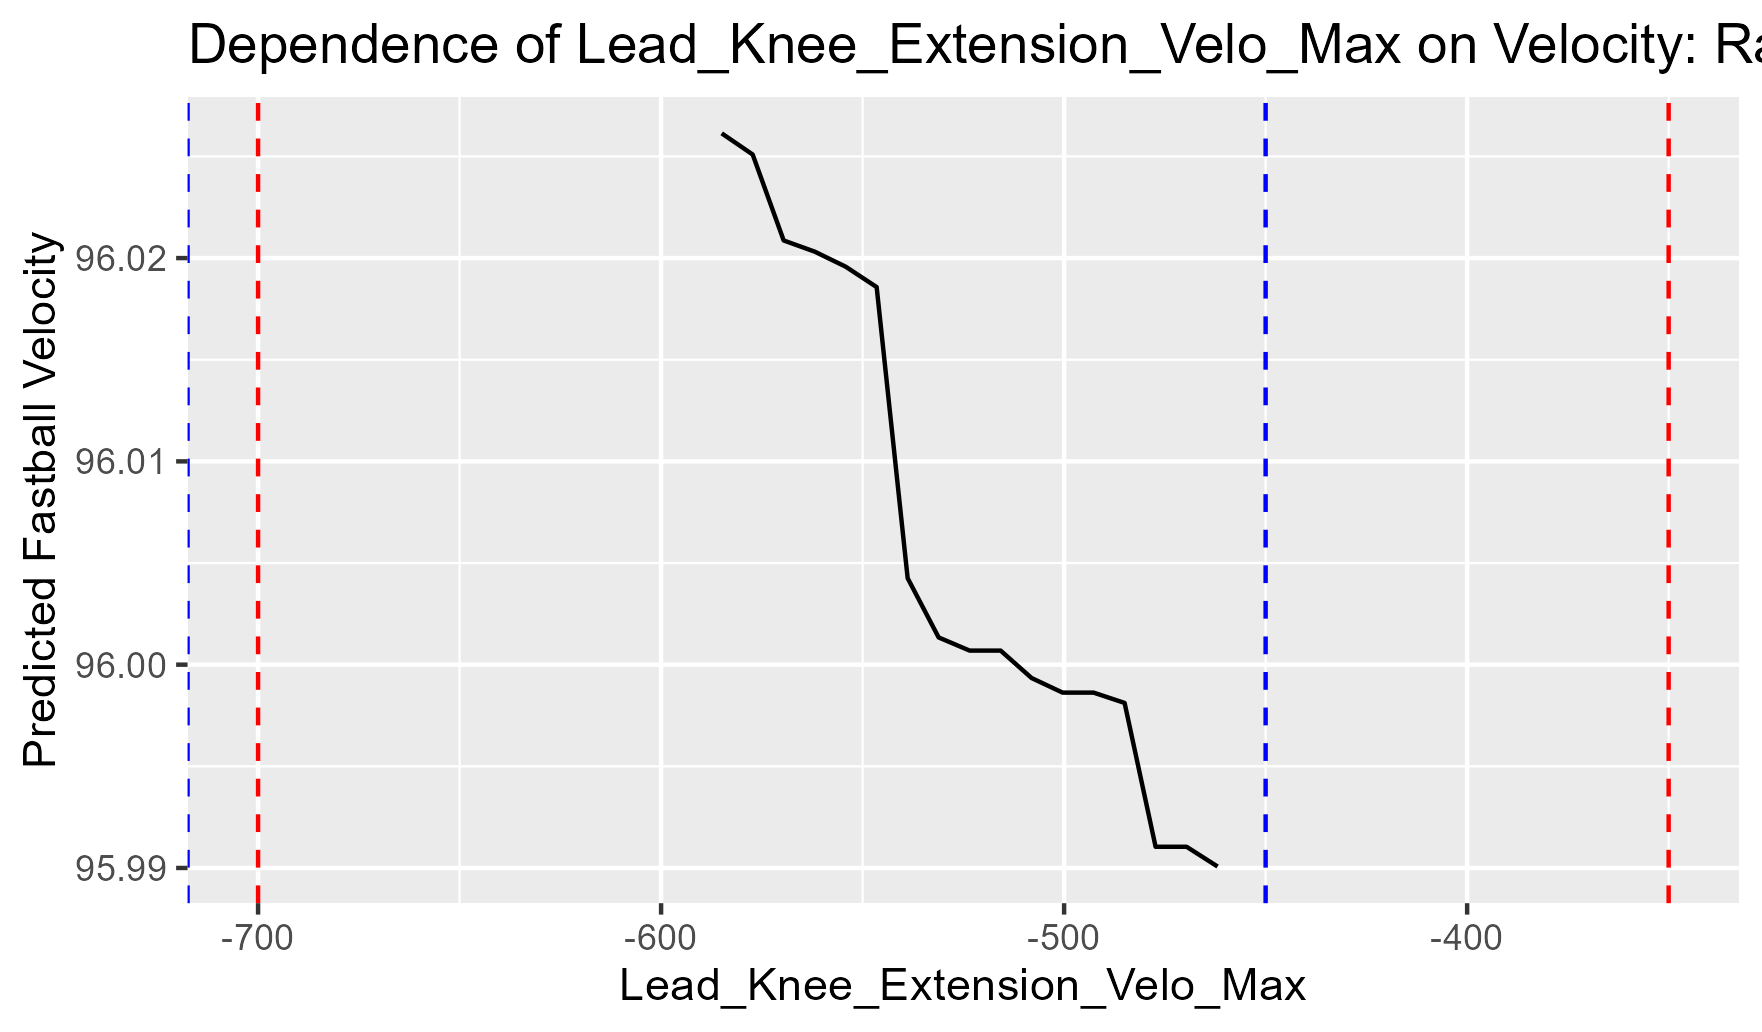 Dependence of Lead_Knee_Extension_Velo_Max on Velocity: Ra
Predicted Fastball Velocity
96.02
96.01
96.00
95.99
-700 -600 -500 -400
Lead_Knee_Extension_Velo_Max